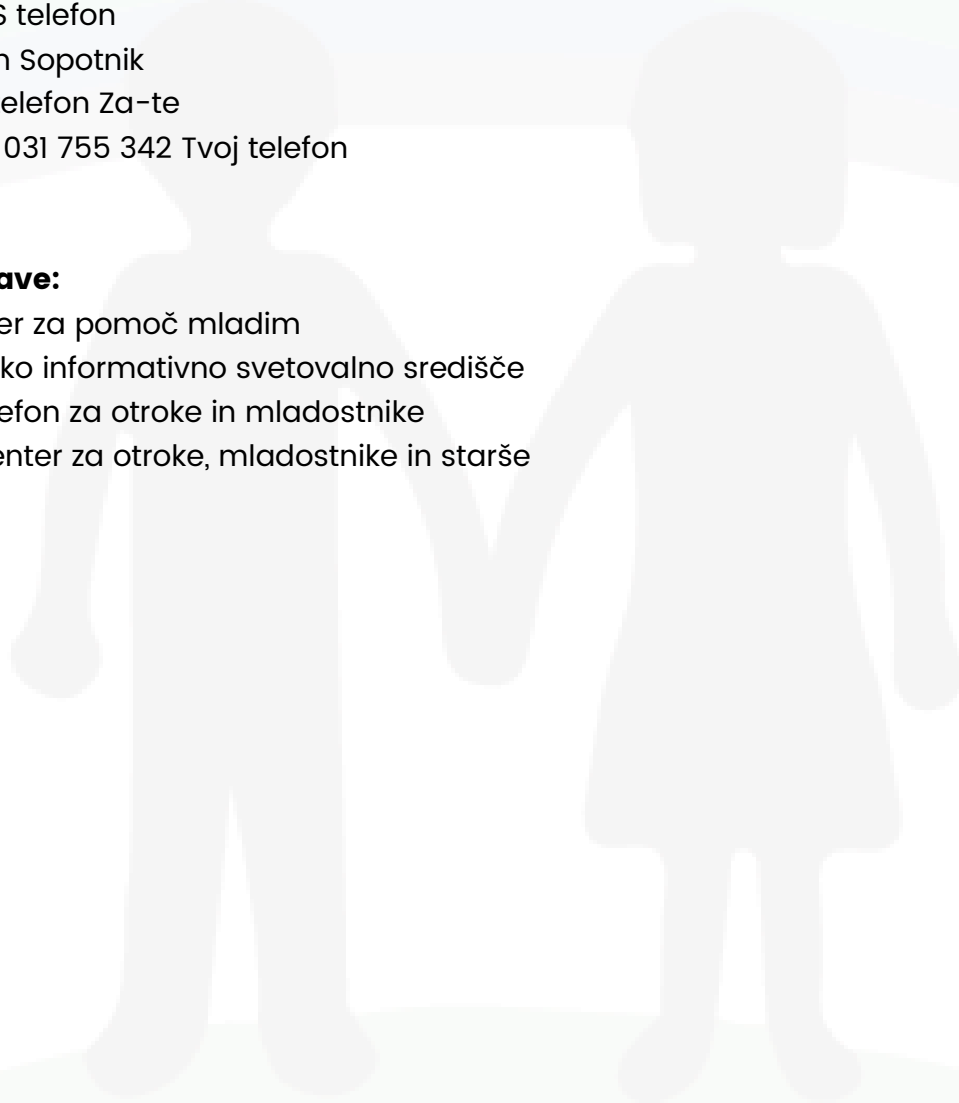 S telefon
n Sopotnik
elefon Za-te
031 755 342 Tvoj telefon
ave:
er za pomoč mladim
ko informativno svetovalno središče
efon za otroke in mladostnike
enter za otroke, mladostnike in starše